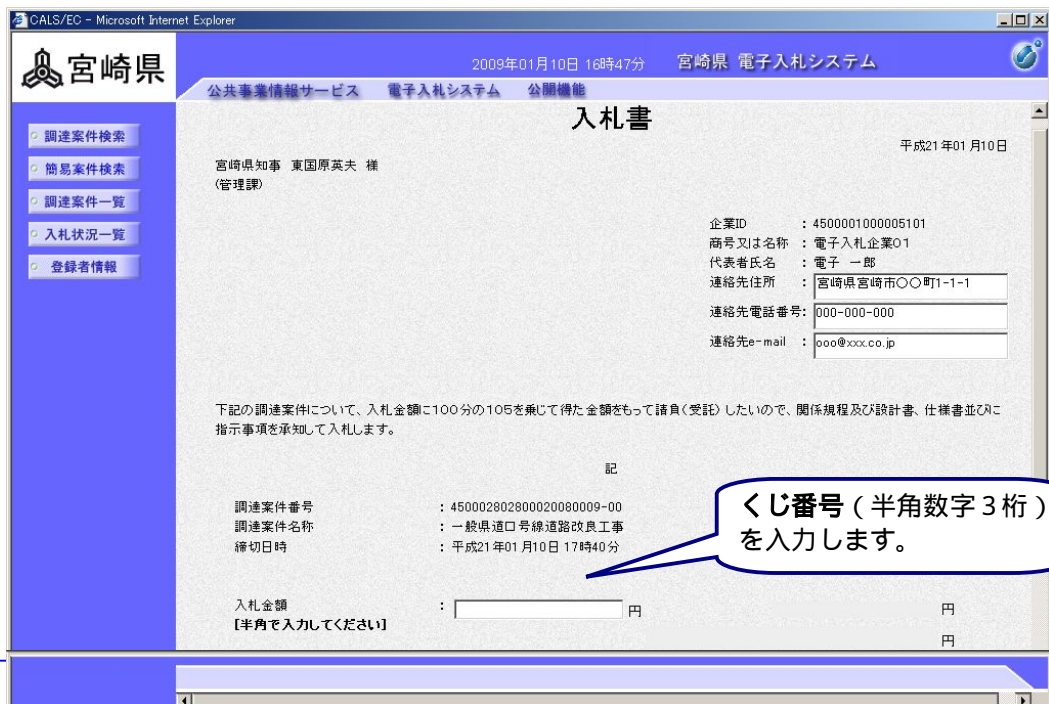 CALS/EC - Microsoft Internet Explorer
宮崎県
2009年01月10日 16時47分 宮崎県 電子入札システム
公共事業情報サービス 電子入札システム 公開機能
調達案件検索
簡易案件検索
調達案件一覧
入札状況一覧
登録者情報
入札書
平成21年01月10日
宮崎県知事 東国原英夫 様
(管理課)
企業ID : 4500001000005101
商号又は名称 : 電子入札企業01
代表者氏名 : 電子 一郎
連絡先住所 : 宮崎県宮崎市〇〇町1-1-1
連絡先電話番号: 000-000-000
連絡先e-mail : ooo@xxx.co.jp
下記の調達案件について、入札金額に100分の105を乗じて得た金額をもって請負(受託)したいので、関係規程及び設計書、仕様書並びに
指示事項を承知して入札します。
記
調達案件番号 : 450002802800020080009-00
調達案件名称 : 一般県道口号線道路改良工事
締切日時 : 平成21年01月10日 17時40分
くじ番号(半角数字3桁)
を入力します。
入札金額 : 円 円
[半角で入力してください]
円